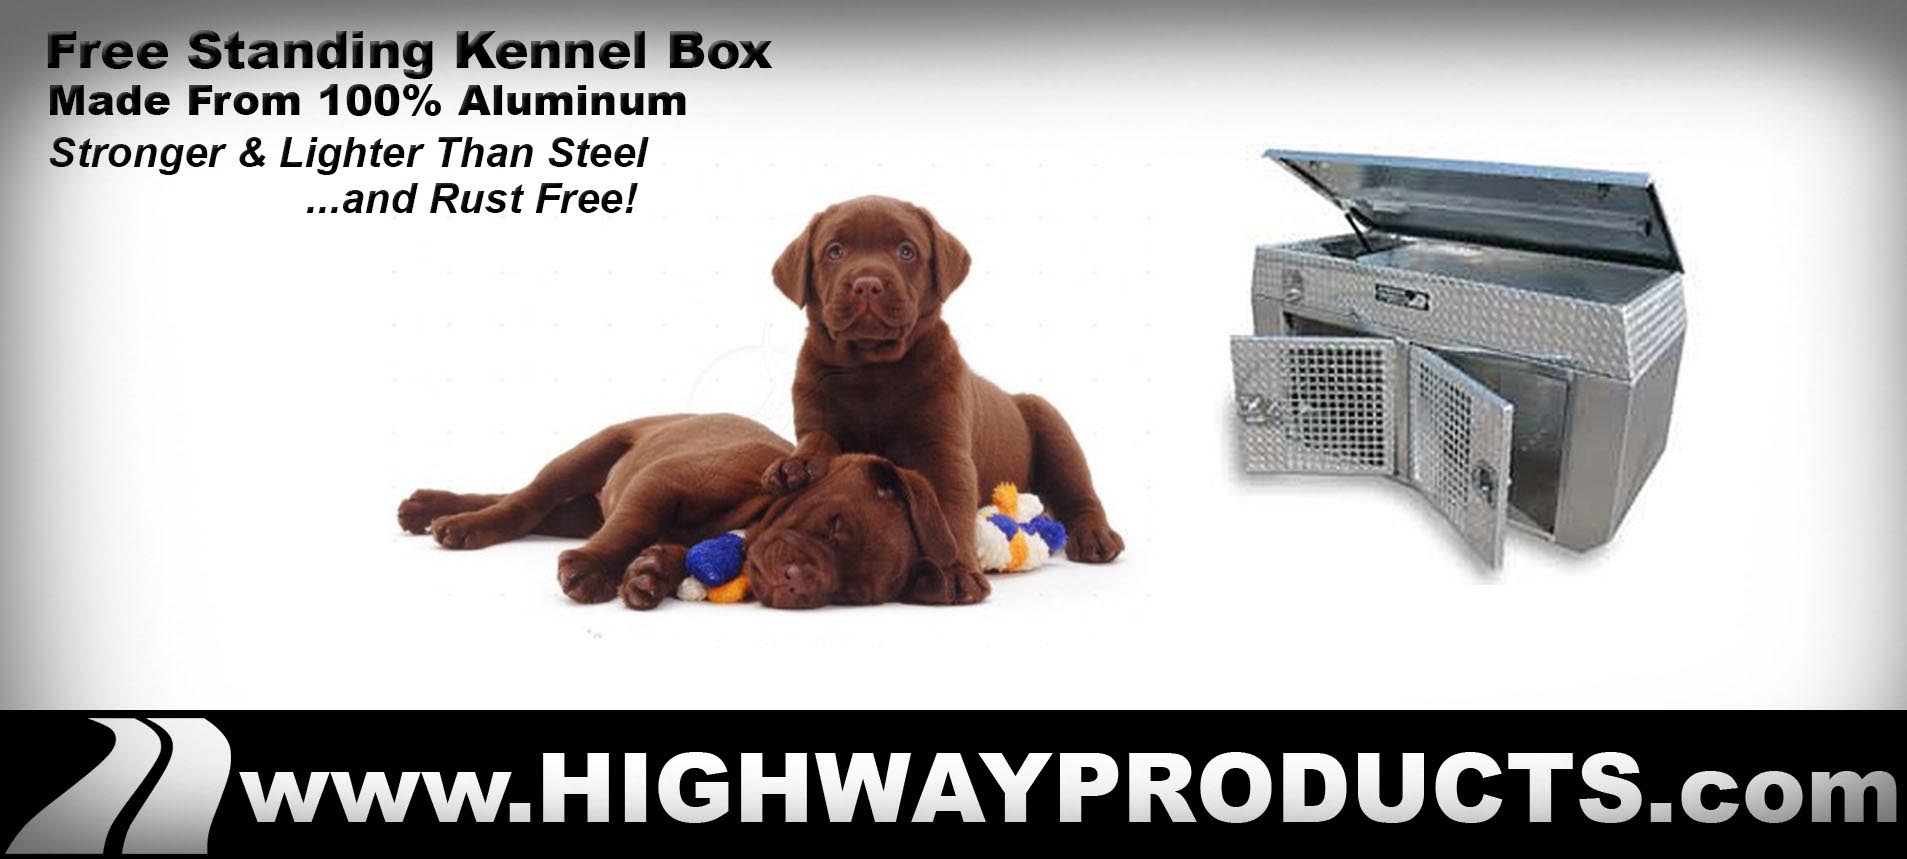 Free Standing Kennel Box
Made From 100% Aluminum
Stronger & Lighter Than Steel
...and Rust Free!
www.HIGHWAYPRODUCTS.com